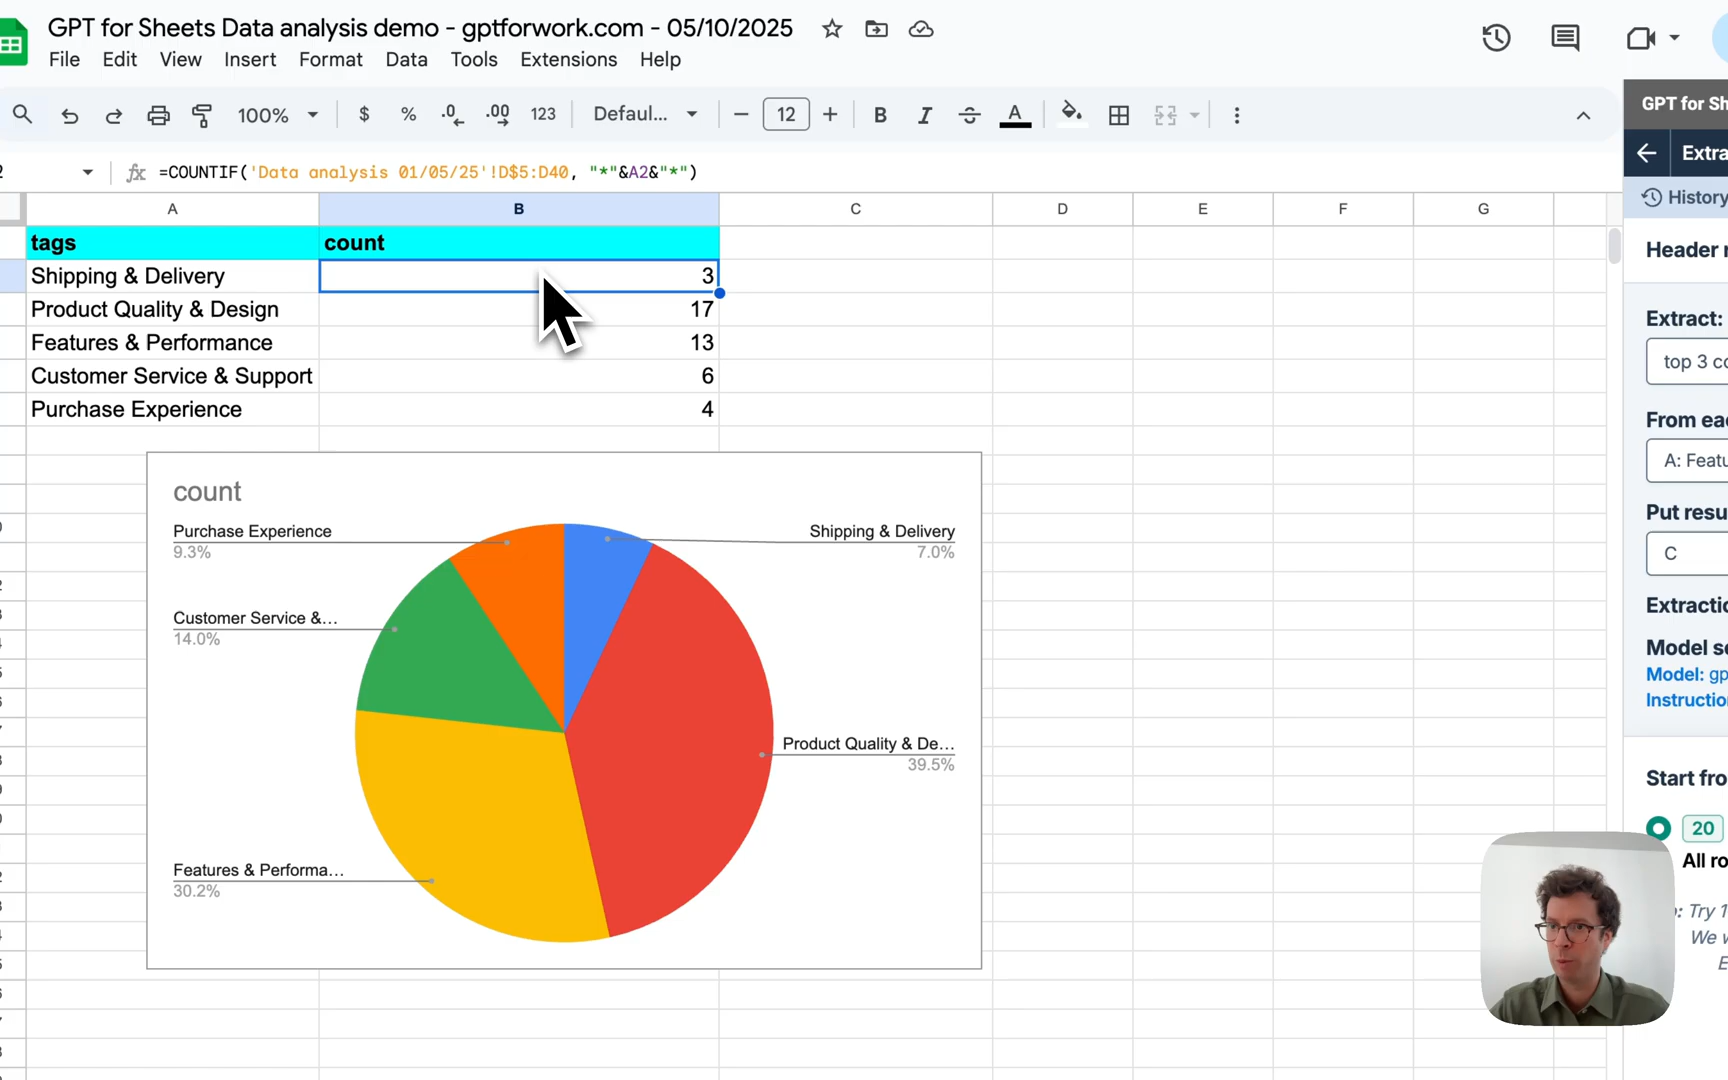 GPT for Sheets Data analysis demo - gptforwork.com - 05/10/2025
File Edit View Insert Format Data Tools Extensions Help
100% $ % .0 .00 123 Defaul... − 12 + B I A
=COUNTIF('Data analysis 01/05/25'!D$5:D40, "*"&A2&"*")
A B C D E F G
tags count
Shipping & Delivery 3
Product Quality & Design 17
Features & Performance 13
Customer Service & Support 6
Purchase Experience 4
count
Purchase Experience
9.3%
Shipping & Delivery
7.0%
Customer Service &...
14.0%
Product Quality & De...
39.5%
Features & Performa...
30.2%
GPT for Sh
Extra
History
Header r
Extract:
top 3 co
From eac
A: Featu
Put resu
C
Extractio
Model se
Model: gp
Instructio
Start fro
20
All ro
: Try 1
We w
E